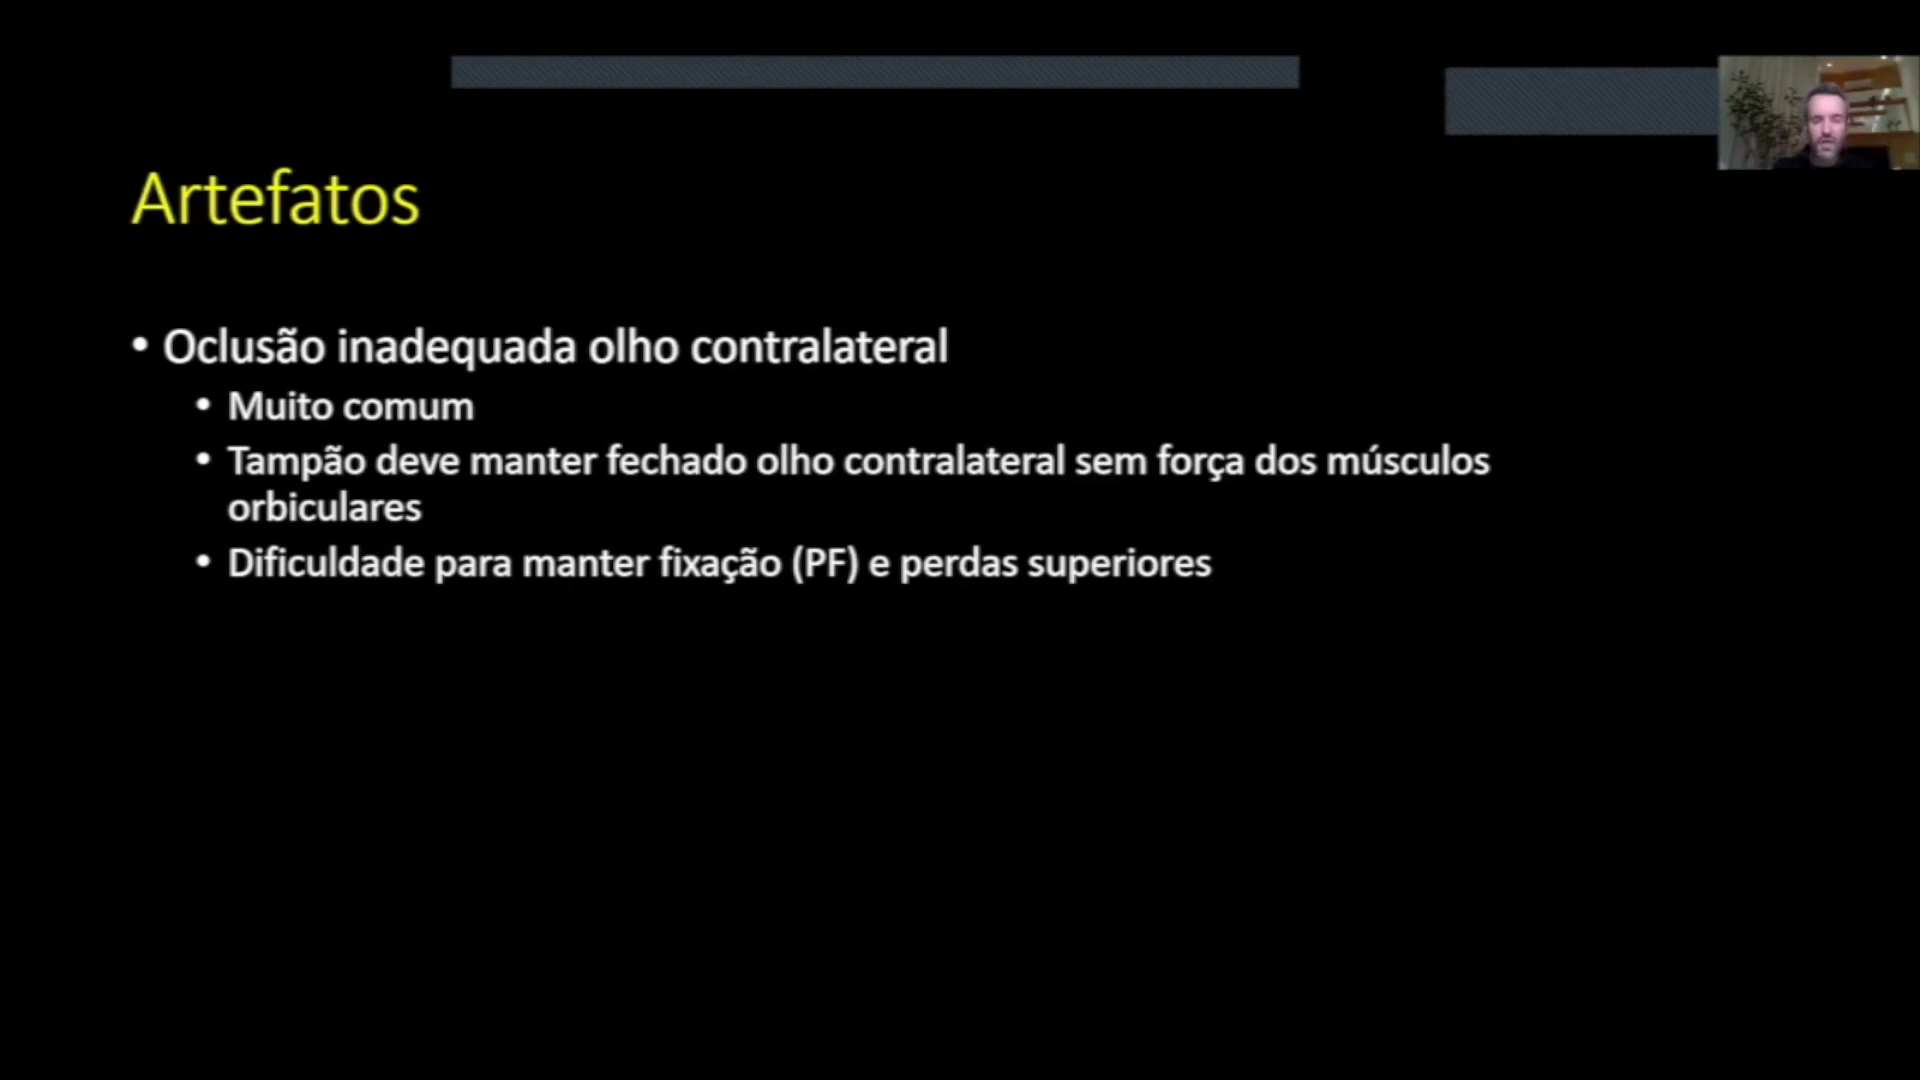 Artefatos
• Oclusão inadequada olho contralateral
• Muito comum
• Tampão deve manter fechado olho contralateral sem força dos músculos
orbiculares
• Dificuldade para manter fixação (PF) e perdas superiores